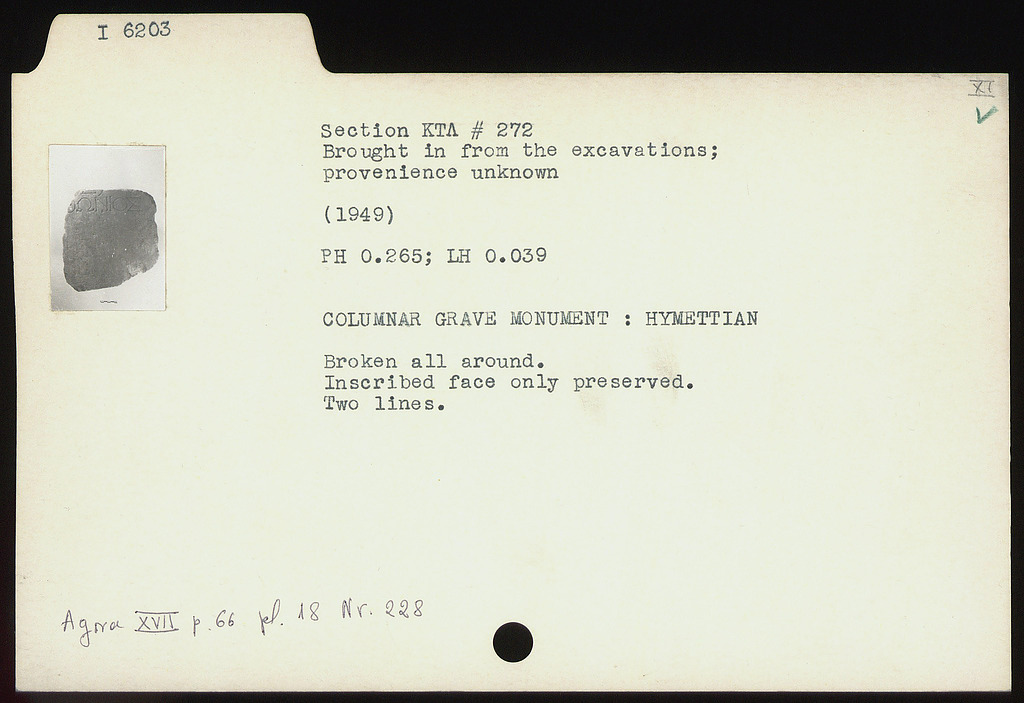 I 6203
XI
Section KTΛ # 272
Brought in from the excavations;
provenience unknown
(1949)
PH 0.265; LH 0.039
COLUMNAR GRAVE MONUMENT : HYMETTIAN
Broken all around.
Inscribed face only preserved.
Two lines.
Agora XVII p. 66 pl. 18 Nr. 228